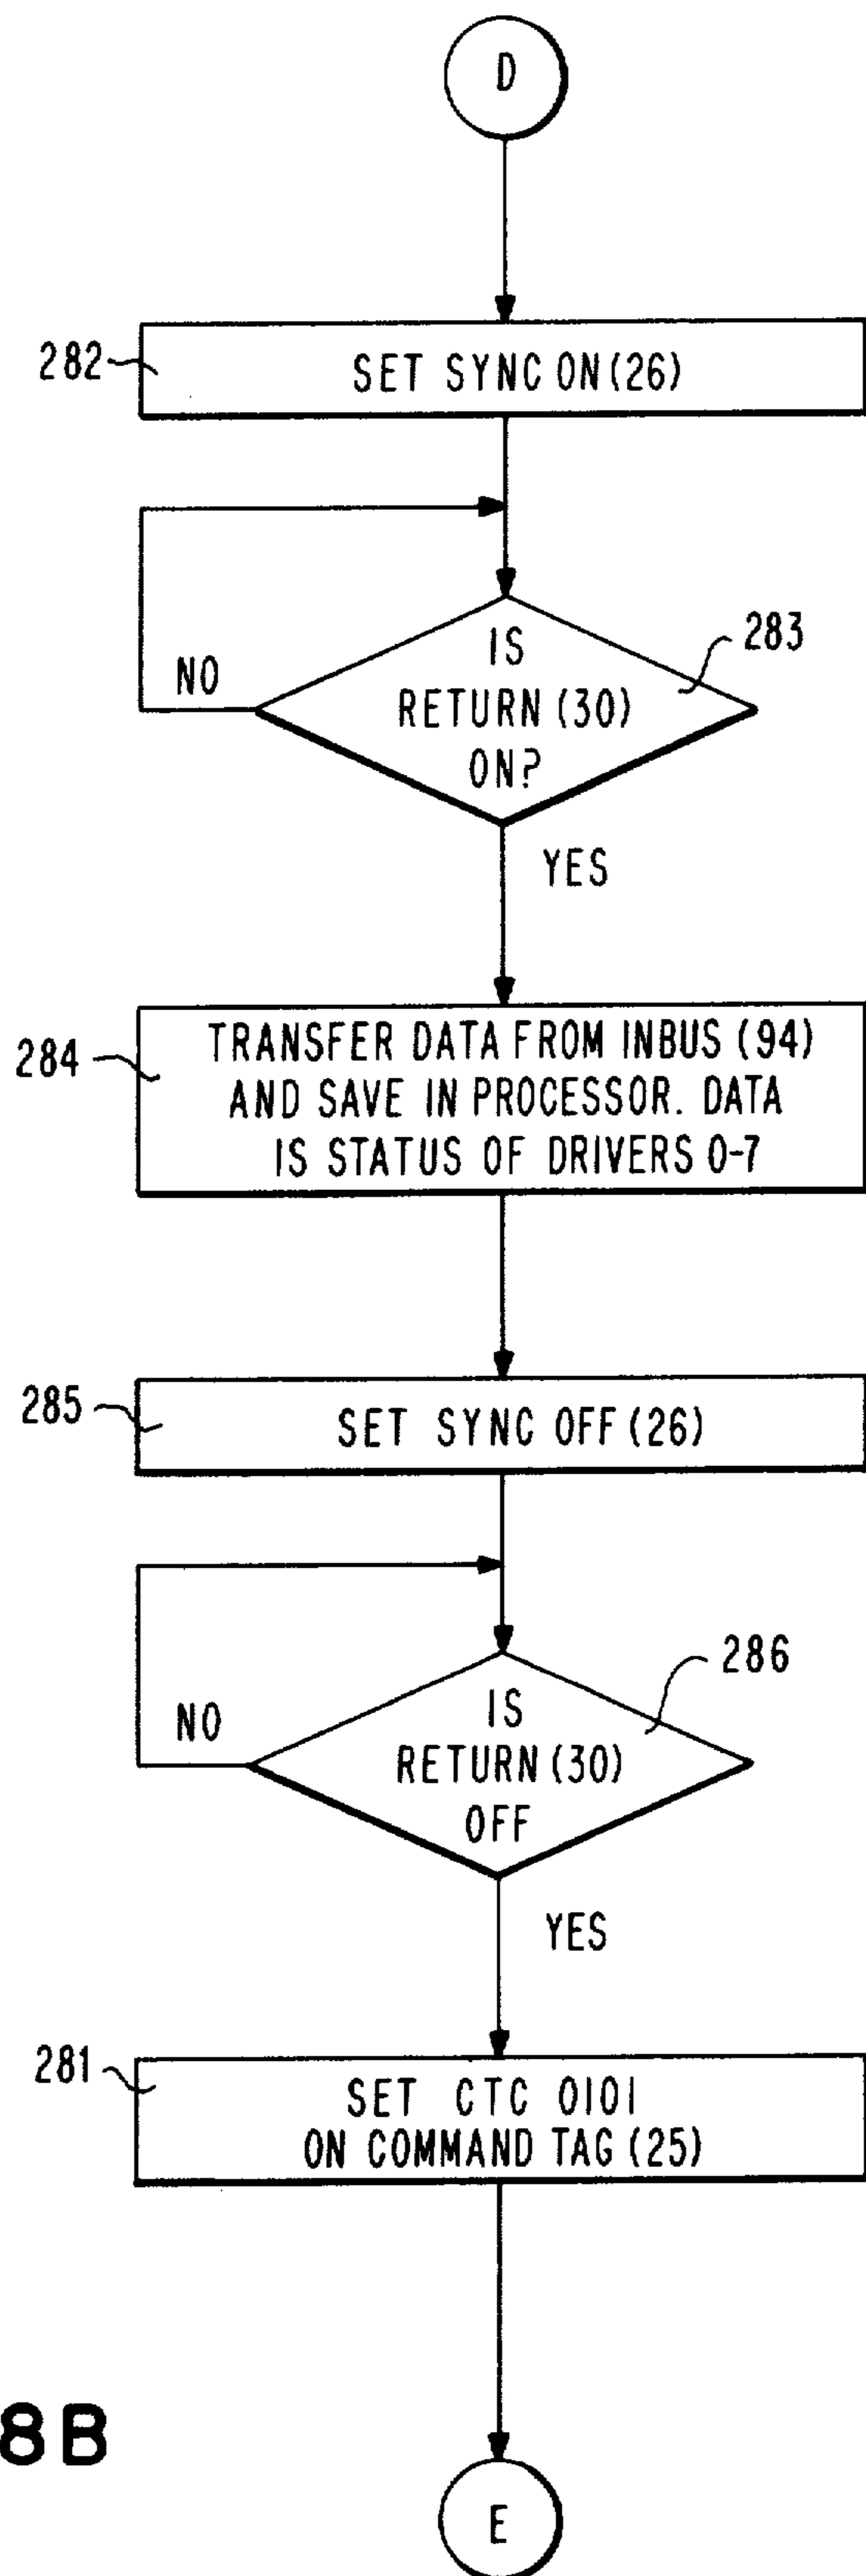 D
282
SET SYNC ON (26)
283
IS
RETURN (30)
ON?
NO
YES
284
TRANSFER DATA FROM INBUS (94)
AND SAVE IN PROCESSOR. DATA
IS STATUS OF DRIVERS 0-7
285
SET SYNC OFF (26)
286
IS
RETURN (30)
OFF
NO
YES
281
SET CTC 0101
ON COMMAND TAG (25)
8B
E